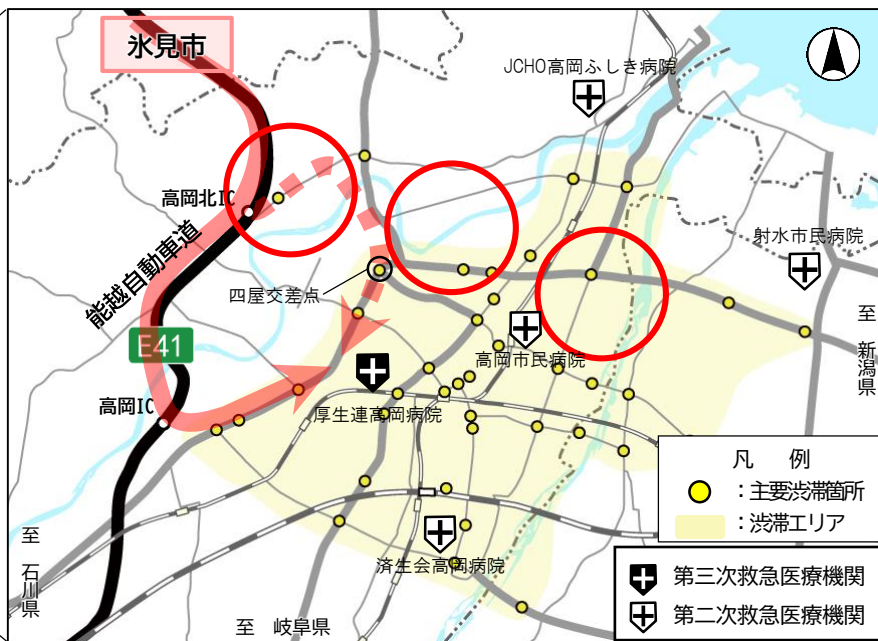 氷見市
JCHO高岡ふしき病院
高岡北IC
能越自動車道
射水市民病院
四屋交差点
至 新潟県
E41
高岡市民病院
高岡IC
厚生連高岡病院
凡 例
:主要渋滞箇所
:渋滞エリア
至 石川県
済生会高岡病院
第三次救急医療機関
第二次救急医療機関
至 岐阜県